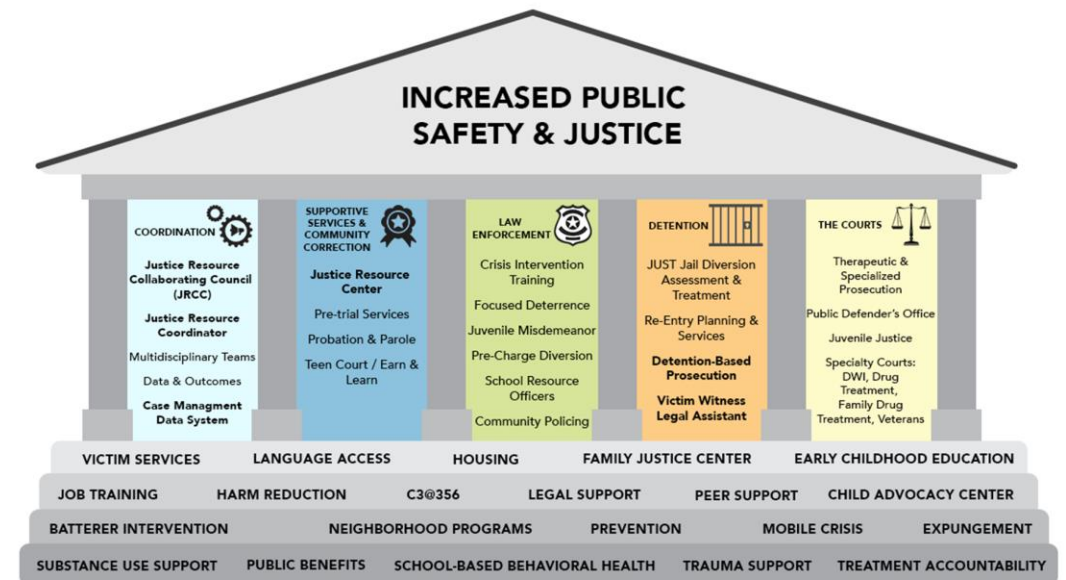 INCREASED PUBLIC
SAFETY & JUSTICE
COORDINATION
Justice Resource
Collaborating Council
(JRCC)
Justice Resource
Coordinator
Multidisciplinary Teams
Data & Outcomes
Case Managment
Data System
SUPPORTIVE
SERVICES &
COMMUNITY
CORRECTION
Justice Resource
Center
Pre-trial Services
Probation & Parole
Teen Court / Earn &
Learn
LAW
ENFORCEMENT
Crisis Intervention
Training
Focused Deterrence
Juvenile Misdemeanor
Pre-Charge Diversion
School Resource
Officers
Community Policing
DETENTION
JUST Jail Diversion
Assessment &
Treatment
Re-Entry Planning &
Services
Detention-Based
Prosecution
Victim Witness
Legal Assistant
THE COURTS
Therapeutic &
Specialized
Prosecution
Public Defender's Office
Juvenile Justice
Specialty Courts:
DWI, Drug
Treatment,
Family Drug
Treatment, Veterans
VICTIM SERVICES LANGUAGE ACCESS HOUSING FAMILY JUSTICE CENTER EARLY CHILDHOOD EDUCATION
JOB TRAINING HARM REDUCTION C3@356 LEGAL SUPPORT PEER SUPPORT CHILD ADVOCACY CENTER
BATTERER INTERVENTION NEIGHBORHOOD PROGRAMS PREVENTION MOBILE CRISIS EXPUNGEMENT
SUBSTANCE USE SUPPORT PUBLIC BENEFITS SCHOOL-BASED BEHAVIORAL HEALTH TRAUMA SUPPORT TREATMENT ACCOUNTABILITY